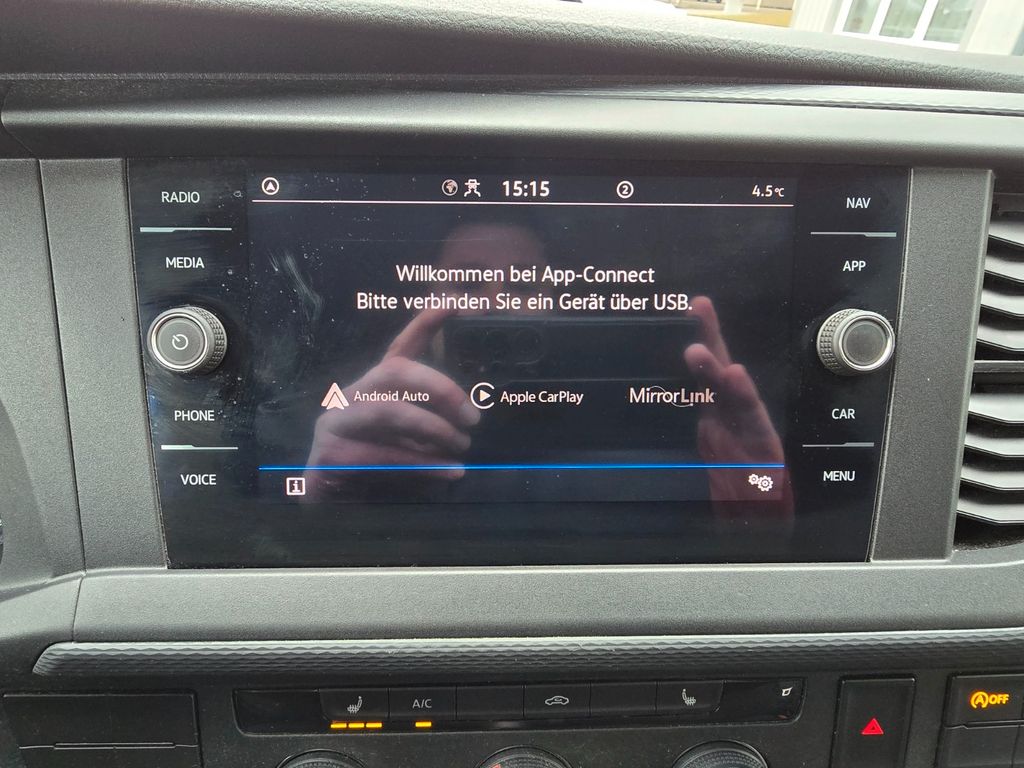 RADIO
MEDIA
PHONE
VOICE
15:15
2
4.5°C
Willkommen bei App-Connect
Bitte verbinden Sie ein Gerät über USB.
Android Auto
Apple CarPlay
MirrorLink
i
NAV
APP
CAR
MENU
A/C
A OFF